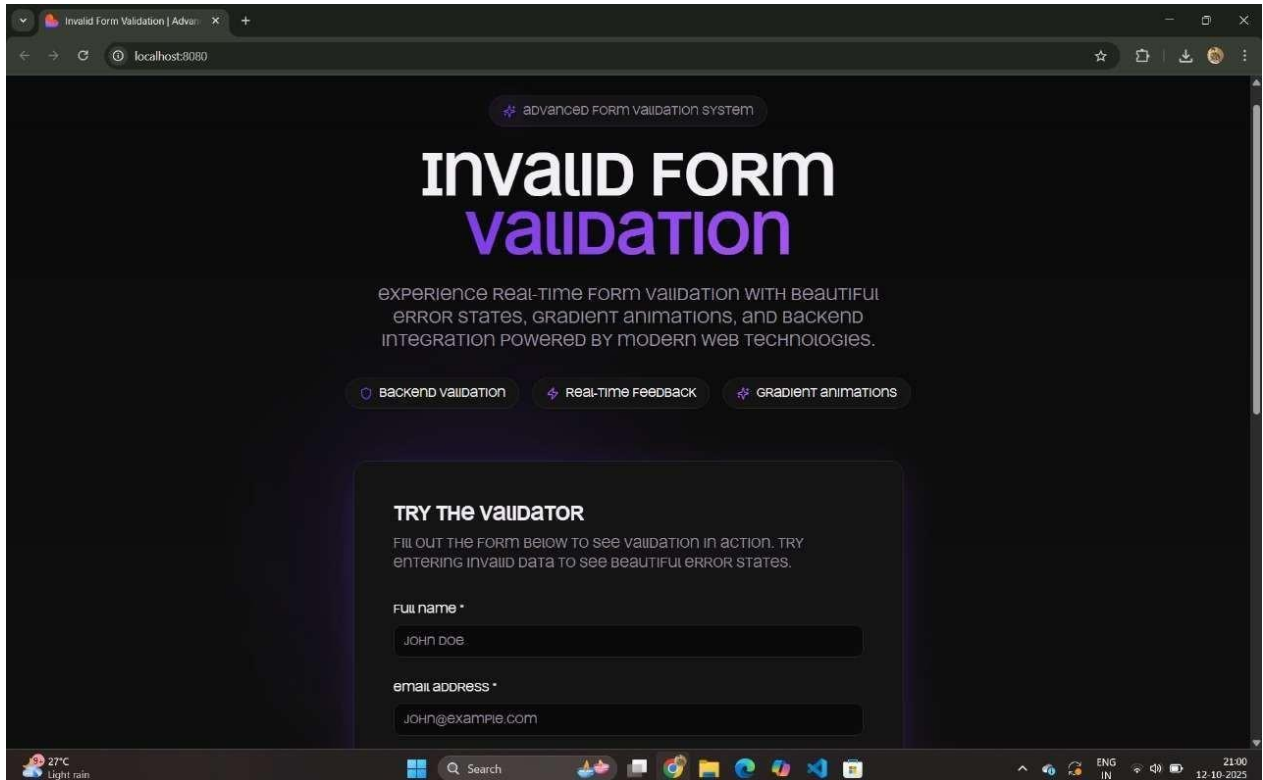 Invalid Form Validation | Advan
localhost:8080
ADVANCED FORM VALIDATION SYSTEM
INVALID FORM
VALIDATION
EXPERIENCE REAL-TIME FORM VALIDATION WITH BEAUTIFUL
ERROR STATES, GRADIENT ANIMATIONS, AND BACKEND
INTEGRATION POWERED BY MODERN WEB TECHNOLOGIES.
BACKEND VALIDATION
REAL-TIME FEEDBACK
GRADIENT ANIMATIONS
TRY THE VALIDATOR
FILL OUT THE FORM BELOW TO SEE VALIDATION IN ACTION. TRY
ENTERING INVALID DATA TO SEE BEAUTIFUL ERROR STATES.
FULL NAME *
JOHN DOE
EMAIL ADDRESS *
JOHN@EXAMPLE.COM
9+
27°C
Light rain
Search
ENG
IN
21:00
12-10-2025